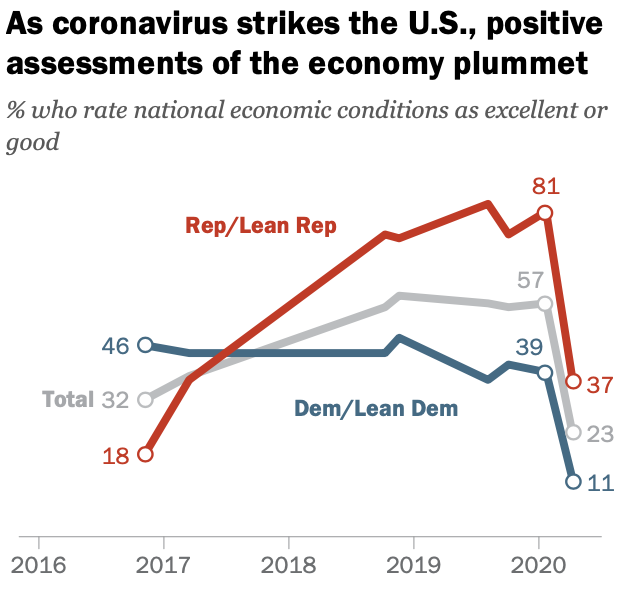 As coronavirus strikes the U.S., positive
assessments of the economy plummet
% who rate national economic conditions as excellent or
good
81
Rep/Lean Rep
57
46
39
37
Total 32
Dem/Lean Dem
23
18
11
2016 2017 2018 2019 2020